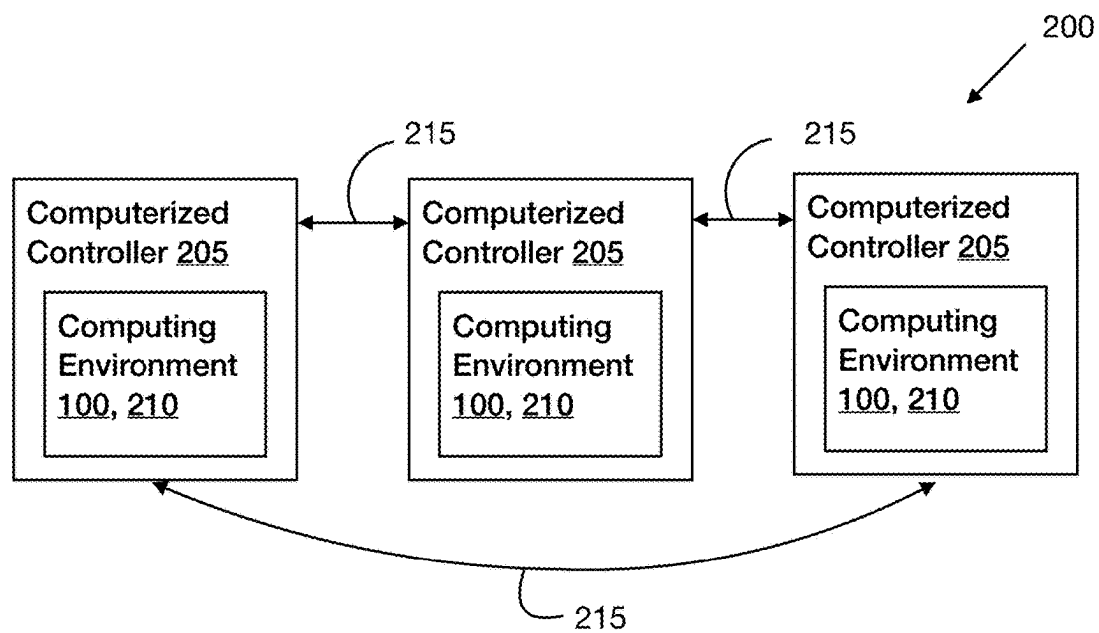 200
215
215
Computerized
Controller 205
Computing
Environment
100, 210
Computerized
Controller 205
Computing
Environment
100, 210
Computerized
Controller 205
Computing
Environment
100, 210
215